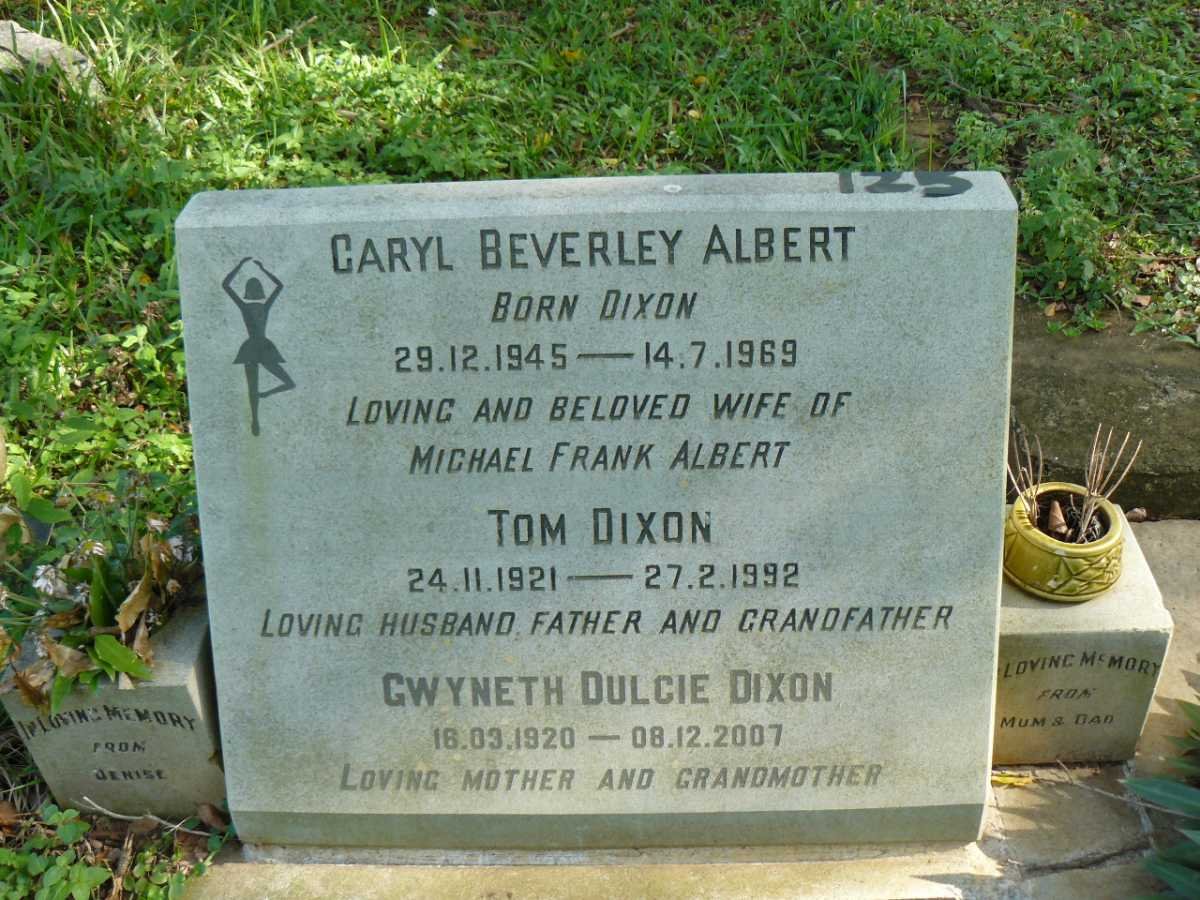 125
CARYL BEVERLEY ALBERT
BORN DIXON
29.12.1945 — 14.7.1969
LOVING AND BELOVED WIFE OF
MICHAEL FRANK ALBERT
TOM DIXON
24.11.1921 — 27.2.1992
LOVING HUSBAND, FATHER AND GRANDFATHER
GWYNETH DULCIE DIXON
16.03.1920 — 08.12.2007
LOVING MOTHER AND GRANDMOTHER
IN LOVING MEMORY
FROM
DENISE
LOVING MEMORY
FROM
MUM & DAD